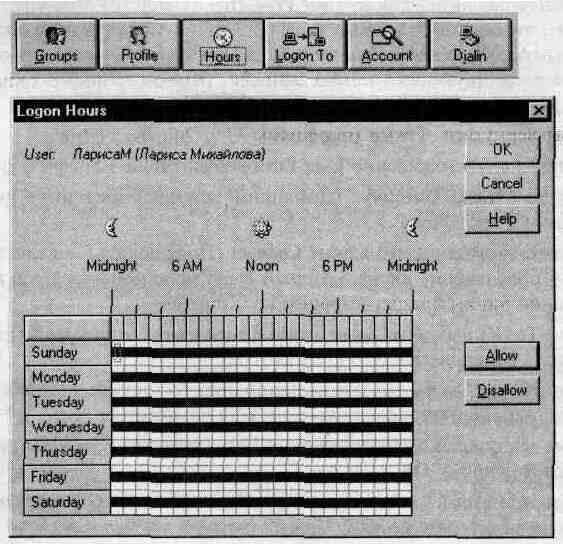 Groups Profile Hours Logon To Account Dialin
Logon Hours
User: ЛарисаМ (Лариса Михайлова)
OK
Cancel
Help
Midnight 6 AM Noon 6 PM Midnight
Sunday
Monday
Tuesday
Wednesday
Thursday
Friday
Saturday
Allow
Disallow